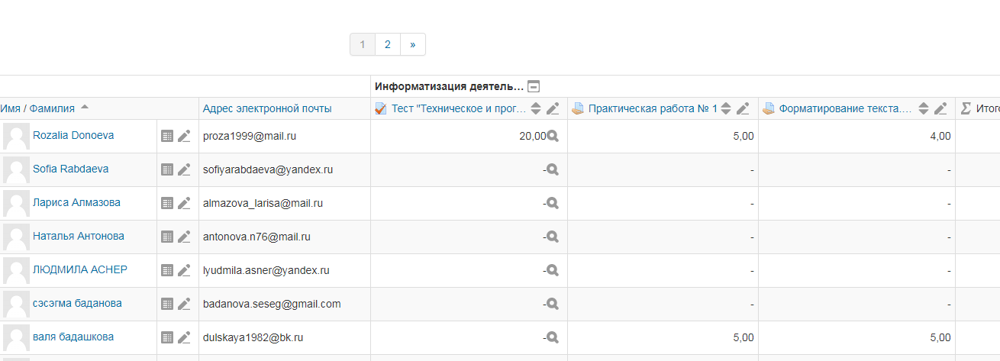 1 2 »
Информатизация деятель...
Имя / Фамилия Адрес электронной почты Тест "Техническое и прог... Практическая работа № 1 Форматирование текста.... Σ Итого
Rozalia Donoeva proza1999@mail.ru 20,00 5,00 4,00
Sofia Rabdaeva sofiyarabdaeva@yandex.ru - - -
Лариса Алмазова almazova_larisa@mail.ru - - -
Наталья Антонова antonova.n76@mail.ru - - -
ЛЮДМИЛА АСНЕР lyudmila.asner@yandex.ru - - -
сэсэгма баданова badanova.seseg@gmail.com - - -
валя бадашкова dulskaya1982@bk.ru - 5,00 5,00